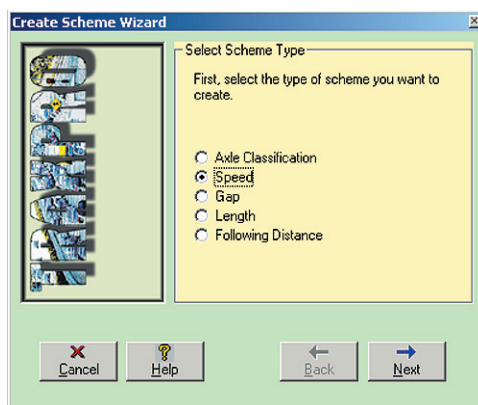 Create Scheme Wizard
TRAXPRO
Select Scheme Type
First, select the type of scheme you want to
create.
Axle Classification
Speed
Gap
Length
Following Distance
Cancel
Help
Back
Next